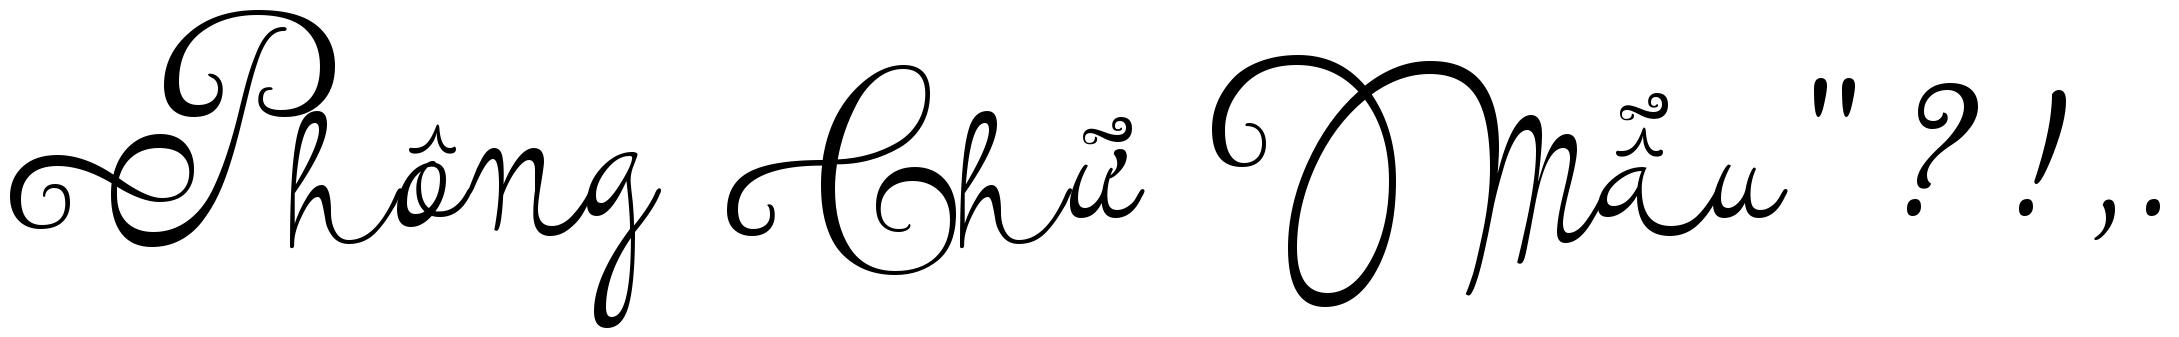 Phông Chữ Mẫu " ? ! , .